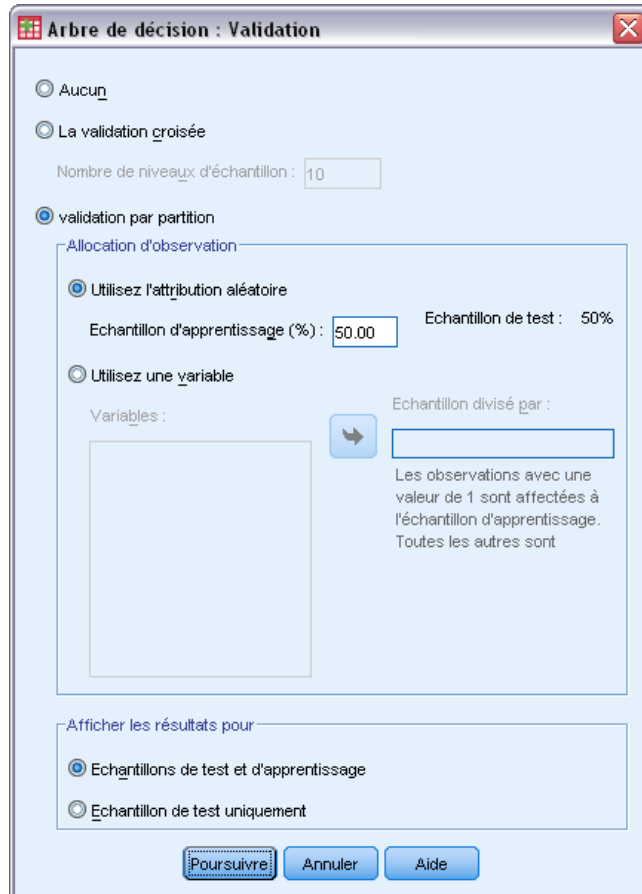 Arbre de décision : Validation
Aucun
La validation croisée
Nombre de niveaux d'échantillon : 10
validation par partition
Allocation d'observation
Utilisez l'attribution aléatoire
Echantillon d'apprentissage (%) : 50.00 Echantillon de test : 50%
Utilisez une variable
Variables :
Echantillon divisé par :
Les observations avec une
valeur de 1 sont affectées à
l'échantillon d'apprentissage.
Toutes les autres sont
Afficher les résultats pour
Echantillons de test et d'apprentissage
Echantillon de test uniquement
Poursuivre Annuler Aide